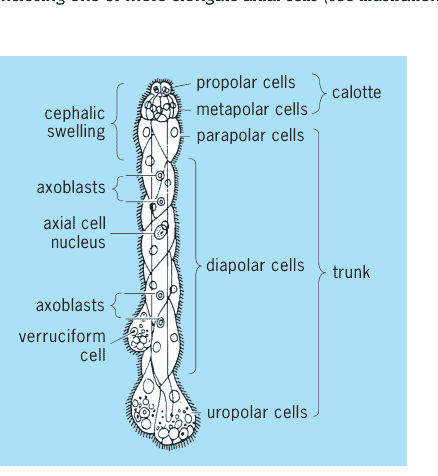 propolar cells
calotte
metapolar cells
cephalic
swelling
parapolar cells
axoblasts
axial cell
nucleus
diapolar cells
trunk
axoblasts
verruciform
cell
uropolar cells